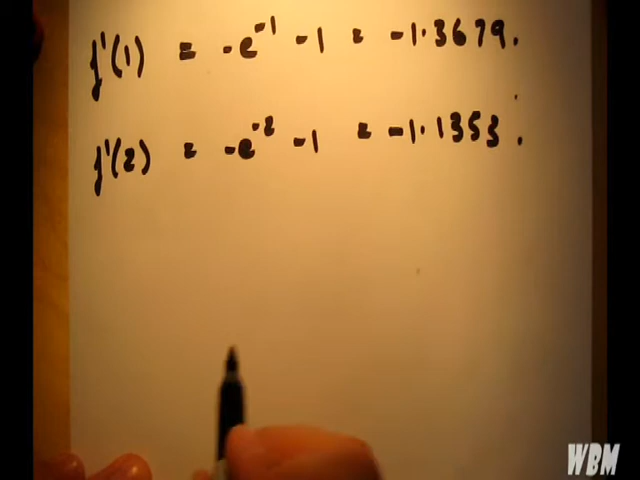 f'(1) = -e⁻¹ - 1 = -1.3679.
f'(2) = -e⁻² - 1 = -1.1353.
WBM